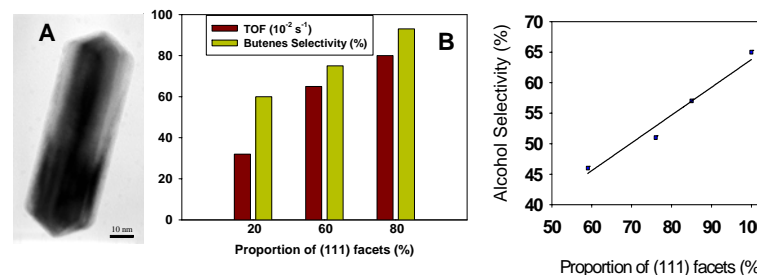 A
10 nm
B
TOF (10⁻² s⁻¹)
Butenes Selectivity (%)
100
80
60
40
20
0
20 60 80
Proportion of (111) facets (%)
Alcohol Selectivity (%)
70
65
60
55
50
45
40
50 60 70 80 90 10
Proportion of (111) facets (%